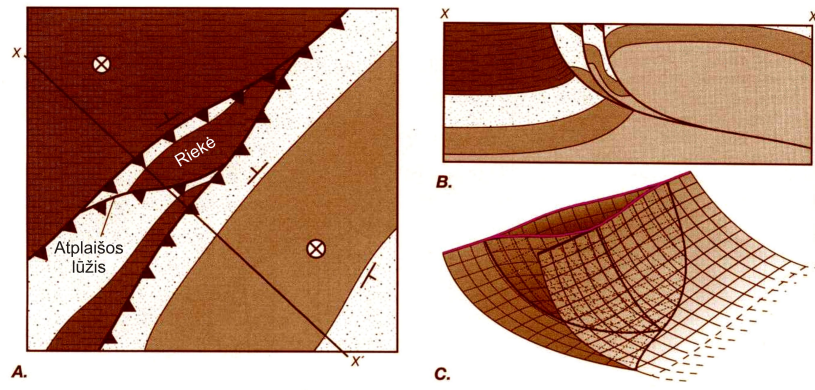 A.
X
Riekė
Atplaišos
lūžis
X'
X
X
B.
C.